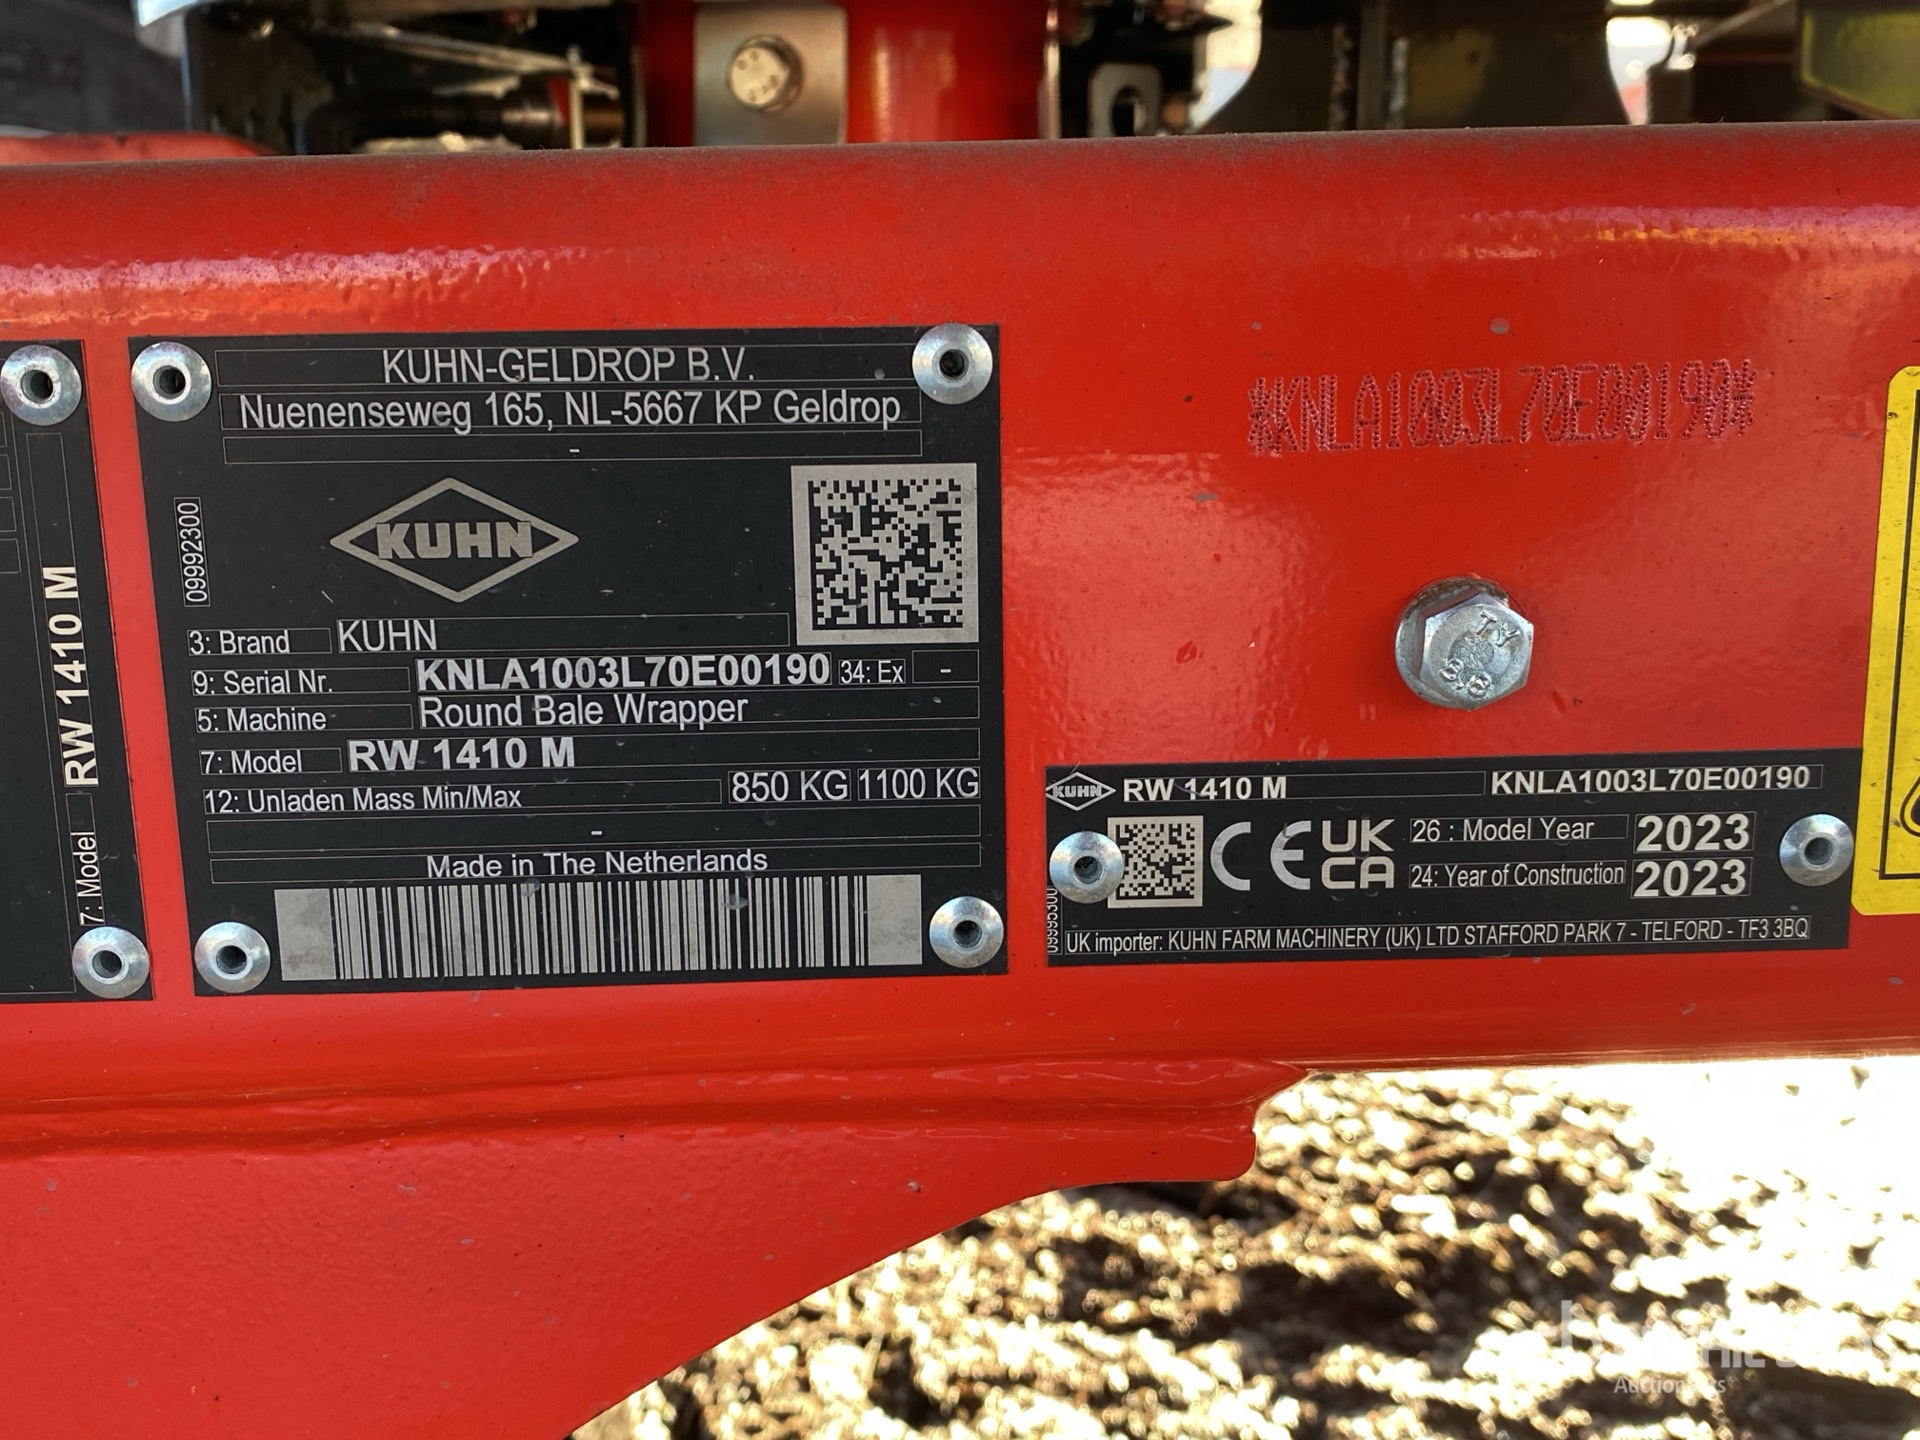 KUHN-GELDROP B.V.
Nuenenseweg 165, NL-5667 KP Geldrop
-
KUHN
09992300
3: Brand KUHN
9: Serial Nr. KNLA1003L70E00190 34: Ex -
5: Machine Round Bale Wrapper
7: Model RW 1410 M
12: Unladen Mass Min/Max 850 KG 1100 KG
-
Made in The Netherlands
7: Model RW 1410 M
*KNLA1003L70E00190*
TY
8.8
KUHN RW 1410 M KNLA1003L70E00190
CE UK CA
26 : Model Year 2023
24: Year of Construction 2023
UK importer: KUHN FARM MACHINERY (UK) LTD STAFFORD PARK 7 - TELFORD - TF3 3BQ